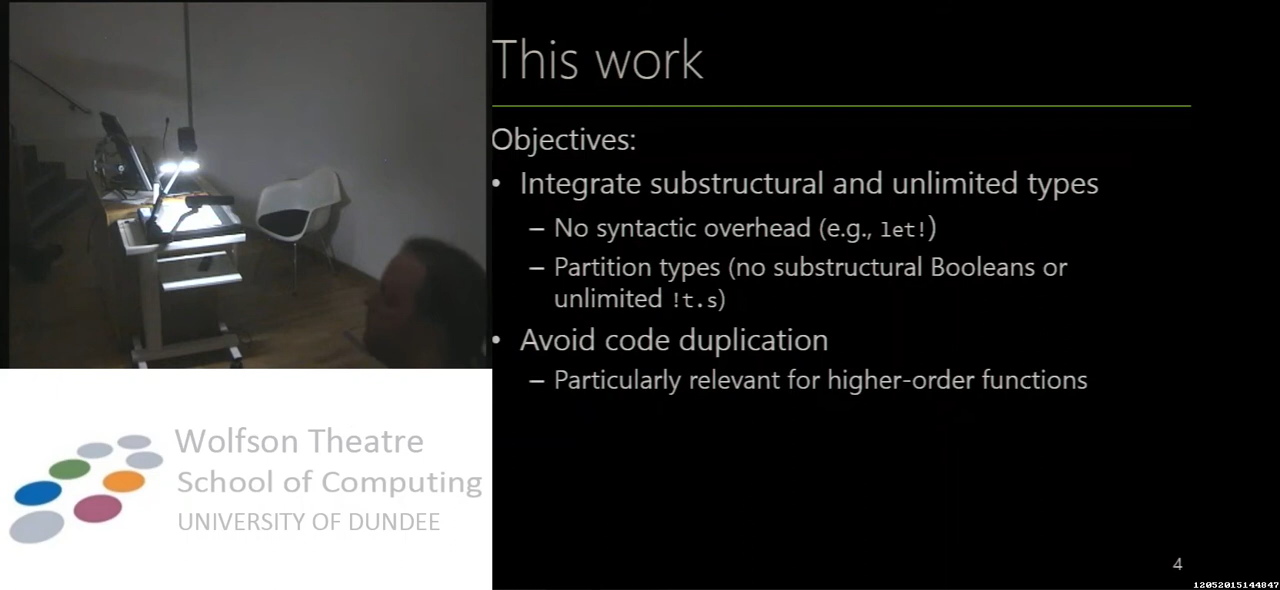 This work
Objectives:
• Integrate substructural and unlimited types
– No syntactic overhead (e.g., let!)
– Partition types (no substructural Booleans or
unlimited !t.s)
• Avoid code duplication
– Particularly relevant for higher-order functions
Wolfson Theatre
School of Computing
UNIVERSITY OF DUNDEE
4
12052015144847